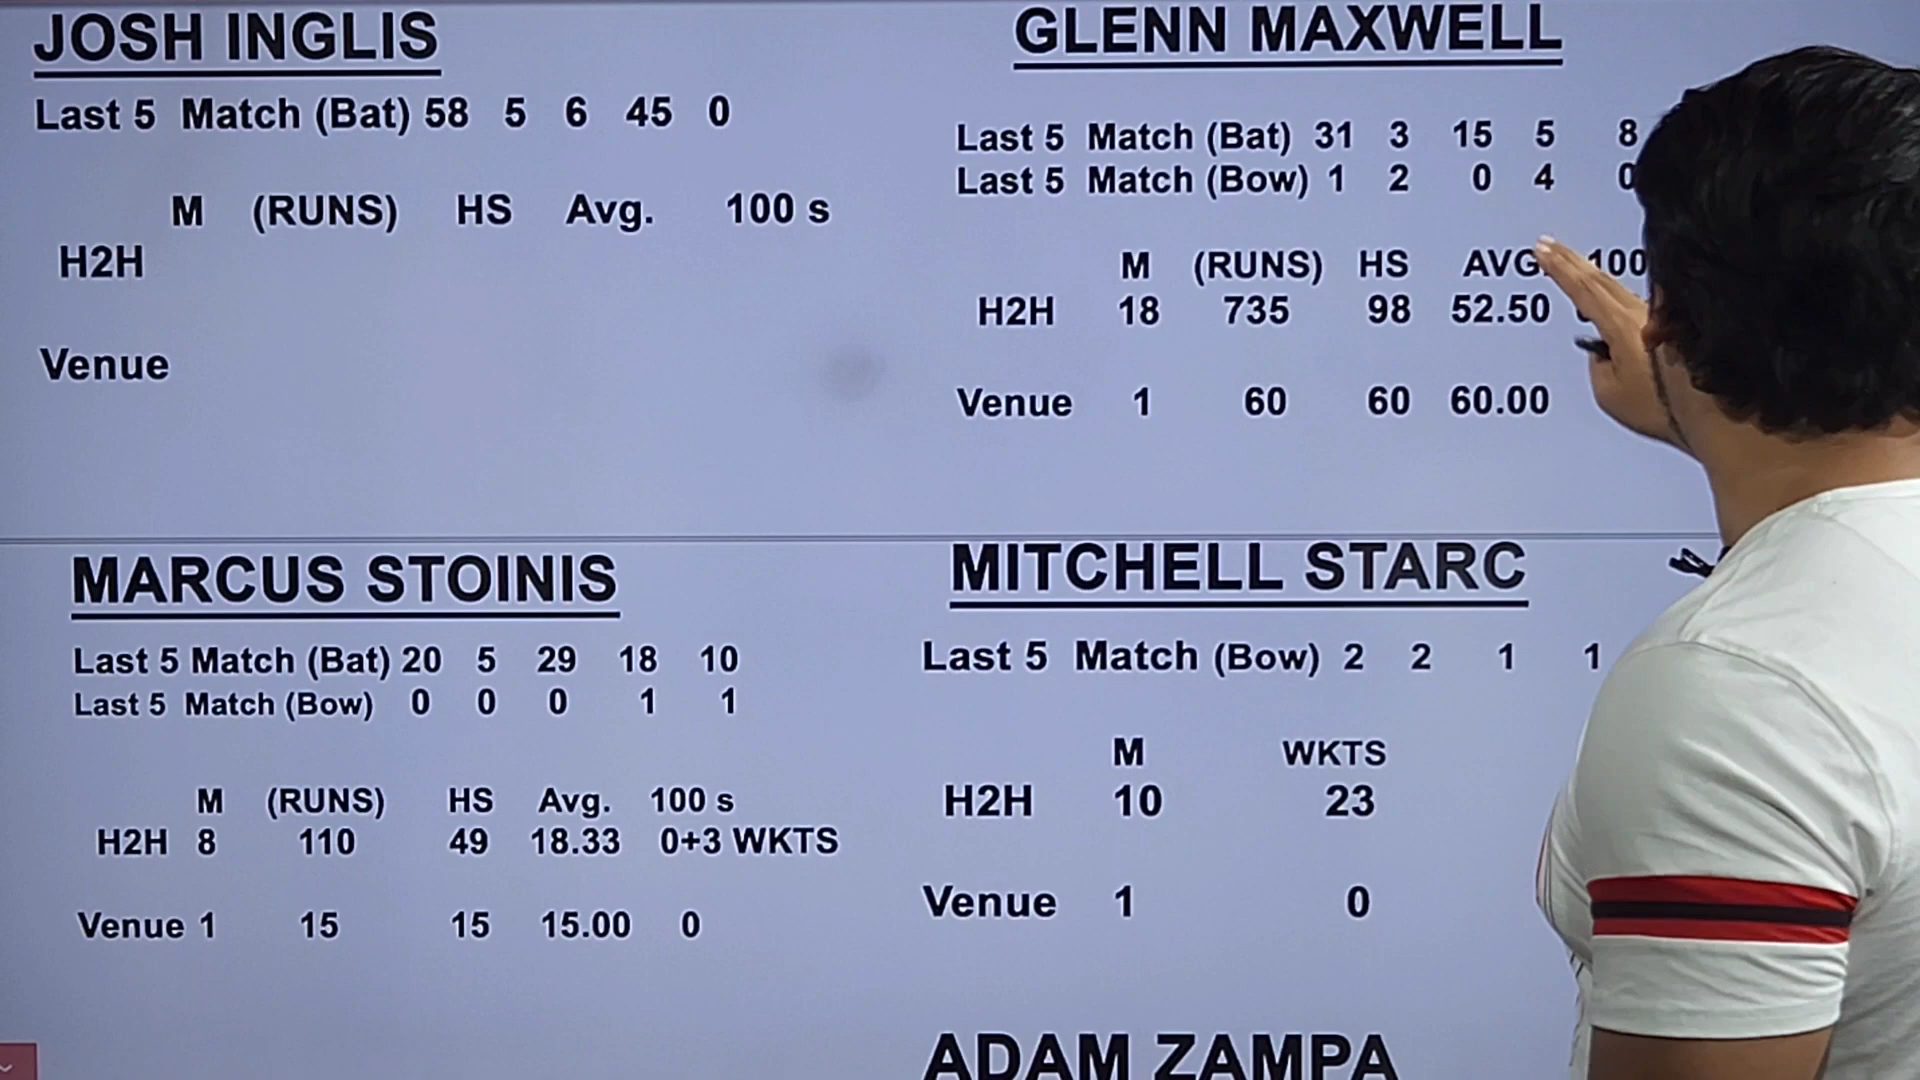 JOSH INGLIS
Last 5 Match (Bat) 58 5 6 45 0
M (RUNS) HS Avg. 100 s
H2H
Venue
GLENN MAXWELL
Last 5 Match (Bat) 31 3 15 5 8
Last 5 Match (Bow) 1 2 0 4 0
M (RUNS) HS AVG. 100
H2H 18 735 98 52.50
Venue 1 60 60 60.00
MARCUS STOINIS
Last 5 Match (Bat) 20 5 29 18 10
Last 5 Match (Bow) 0 0 0 1 1
M (RUNS) HS Avg. 100 s
H2H 8 110 49 18.33 0+3 WKTS
Venue 1 15 15 15.00 0
MITCHELL STARC
Last 5 Match (Bow) 2 2 1 1
M WKTS
H2H 10 23
Venue 1 0
ADAM ZAMPA